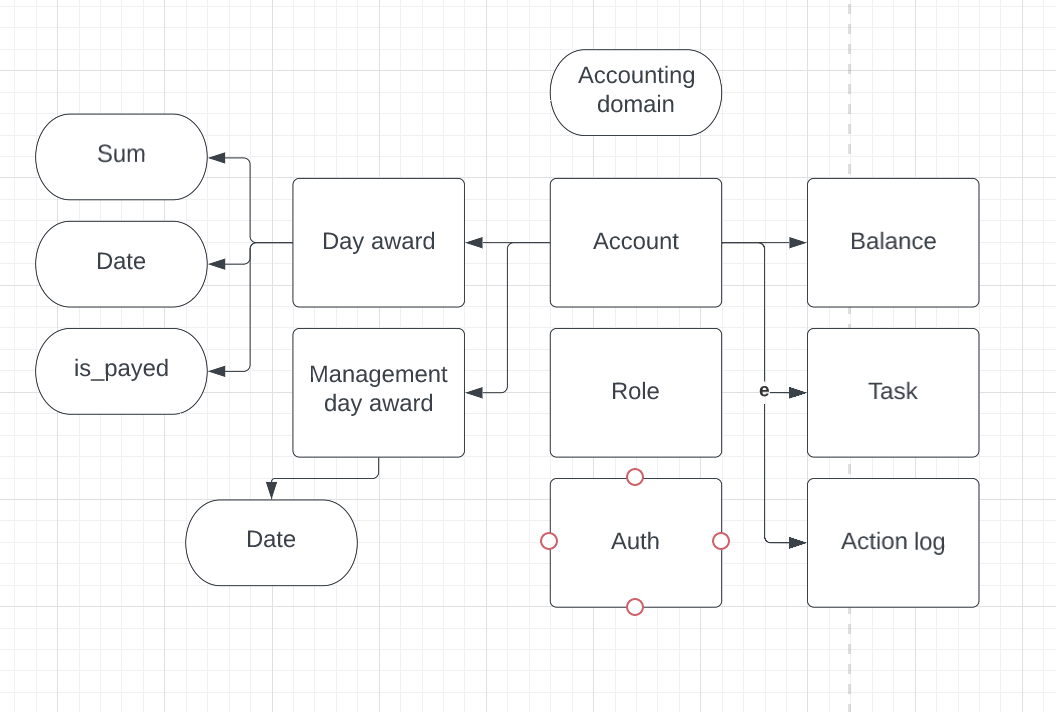 Accounting
domain
Sum
Day award
Account
Balance
Date
is_payed
Management
day award
Role
e
Task
Date
Auth
Action log